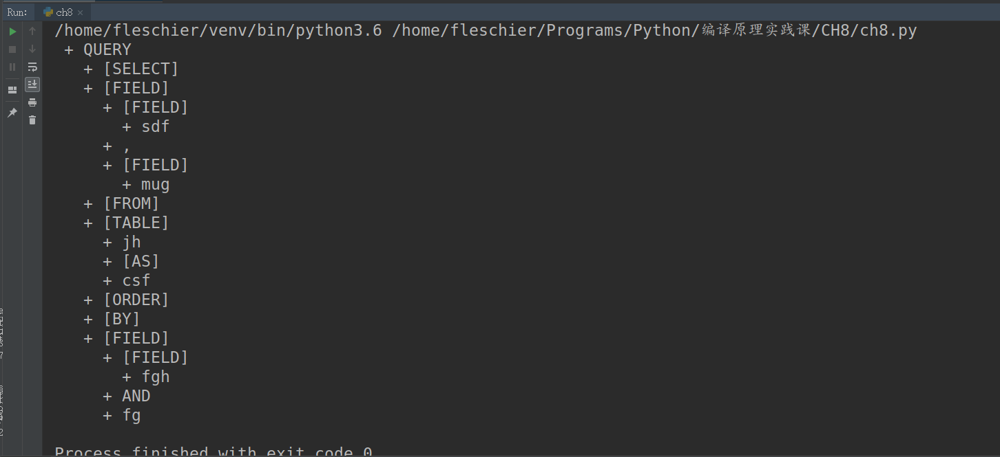 Run: ch8
/home/fleschier/venv/bin/python3.6 /home/fleschier/Programs/Python/编译原理实践课/CH8/ch8.py
+ QUERY
+ [SELECT]
+ [FIELD]
+ [FIELD]
+ sdf
+ ,
+ [FIELD]
+ mug
+ [FROM]
+ [TABLE]
+ jh
+ [AS]
+ csf
+ [ORDER]
+ [BY]
+ [FIELD]
+ [FIELD]
+ fgh
+ AND
+ fg
Process finished with exit code 0